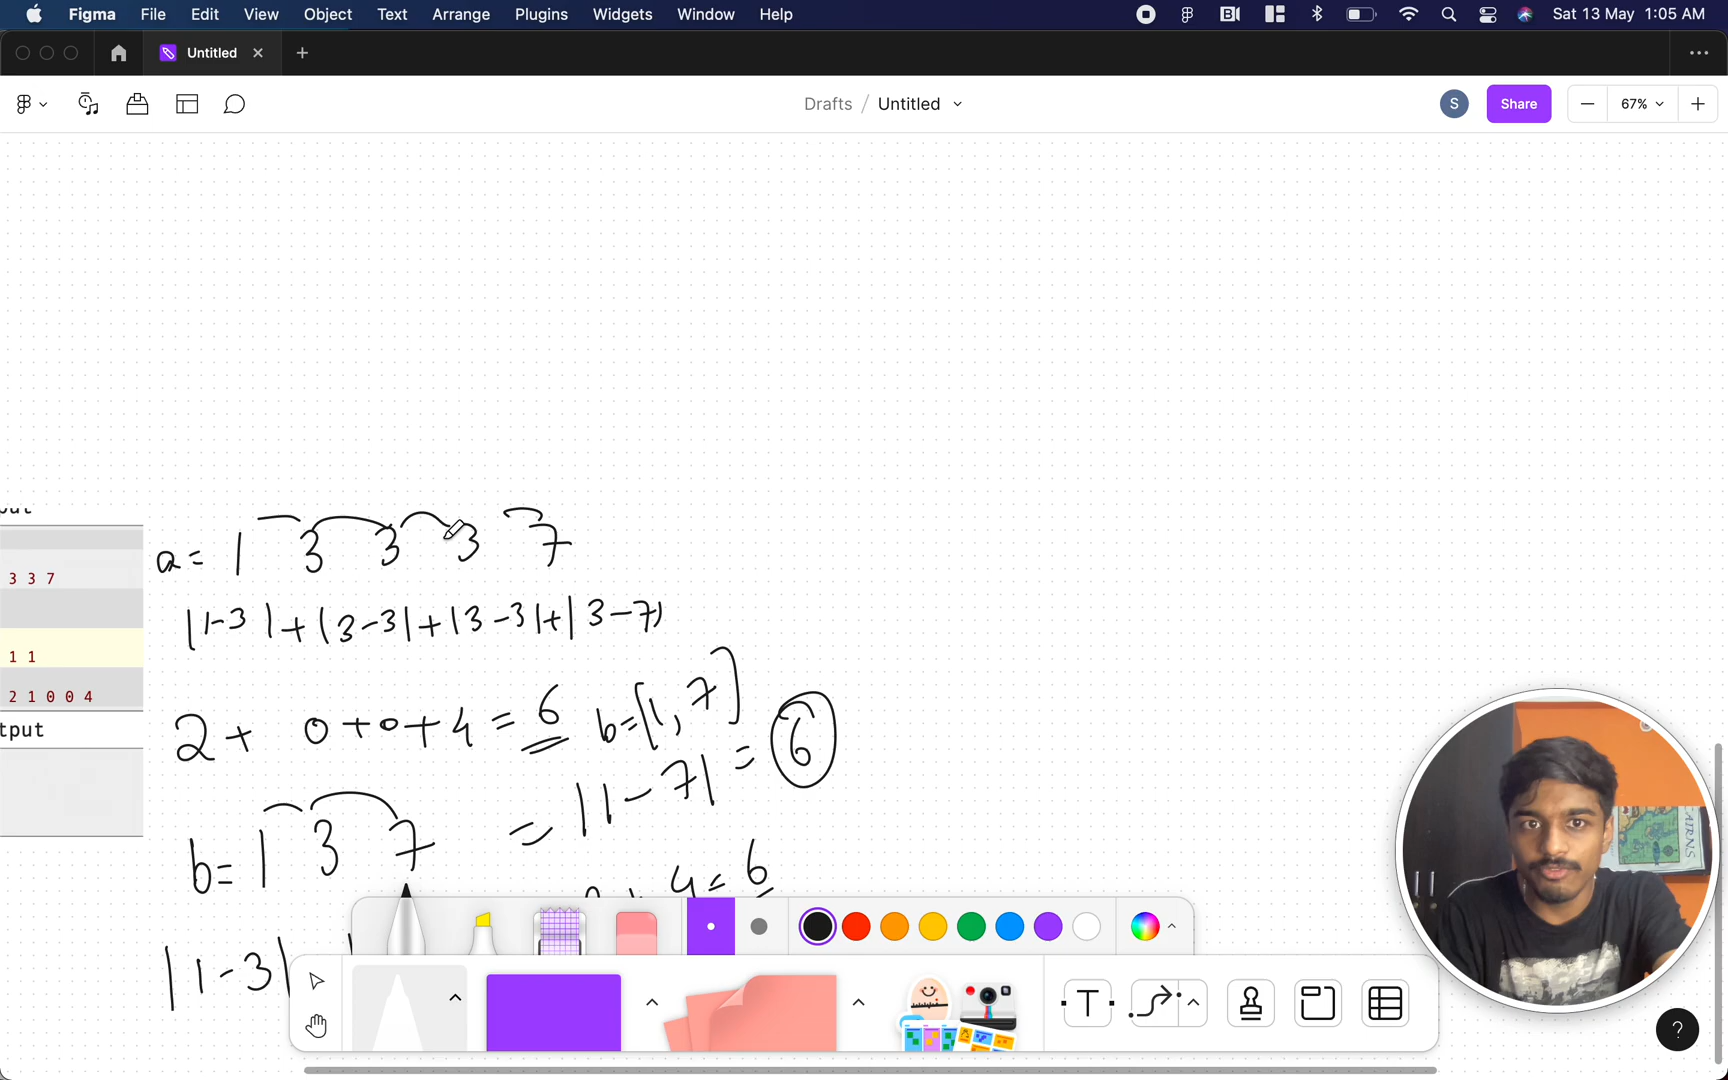 Figma File Edit View Object Text Arrange Plugins Widgets Window Help Sat 13 May 1:05 AM
Untitled
Drafts / Untitled
S Share 67%
a = 1 3 3 3 7
3 3 7
|1-3|+|3-3|+|3-3|+|3-7|
1 1
2 1 0 0 4
2 + 0+0+4 = 6 b=[1,7]
tput
= |1-7| = 6
b= 1 3 7
4 = 6
|1-3|
T
?